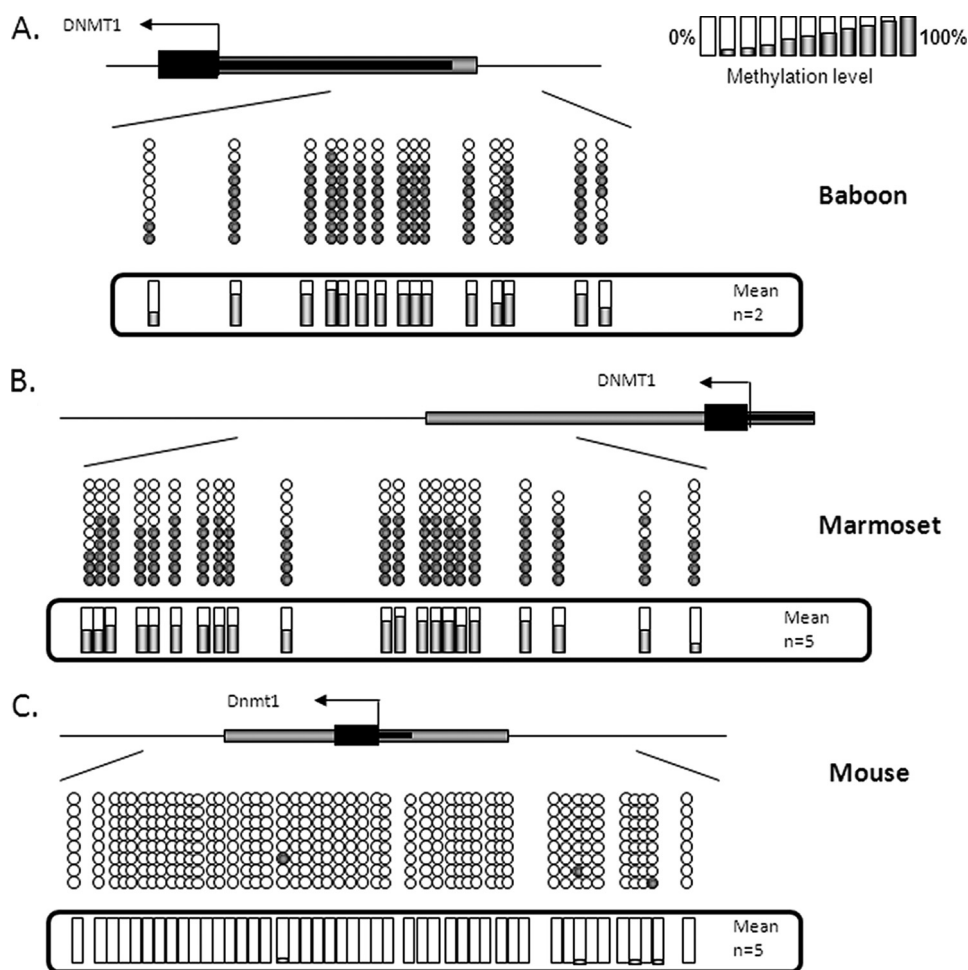 A.
DNMT1
0%
100%
Methylation level
Baboon
Mean
n=2
B.
DNMT1
Marmoset
Mean
n=5
C.
Dnmt1
Mouse
Mean
n=5